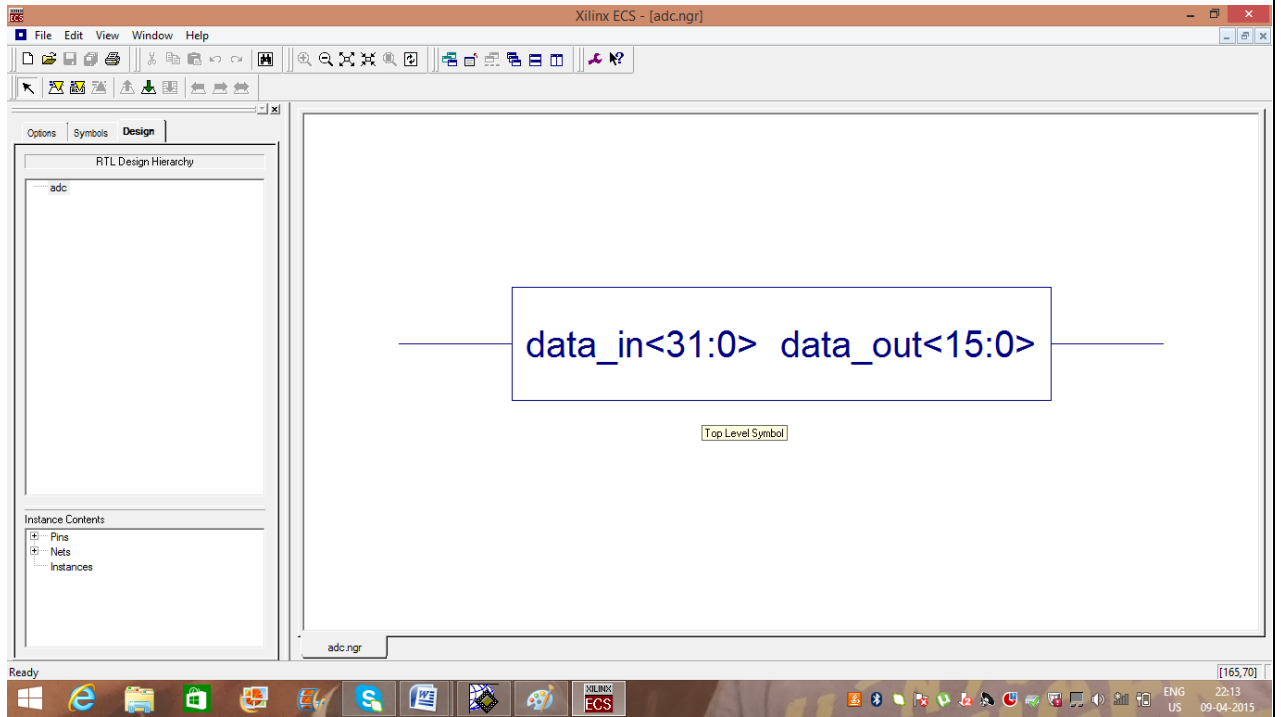 Xilinx ECS - [adc.ngr]
File Edit View Window Help
Options Symbols Design
RTL Design Hierarchy
adc
data_in<31:0> data_out<15:0>
Top Level Symbol
Instance Contents
Pins
Nets
Instances
adc.ngr
Ready
[165,70]
XILINX
ECS
ENG 22:13
US 09-04-2015